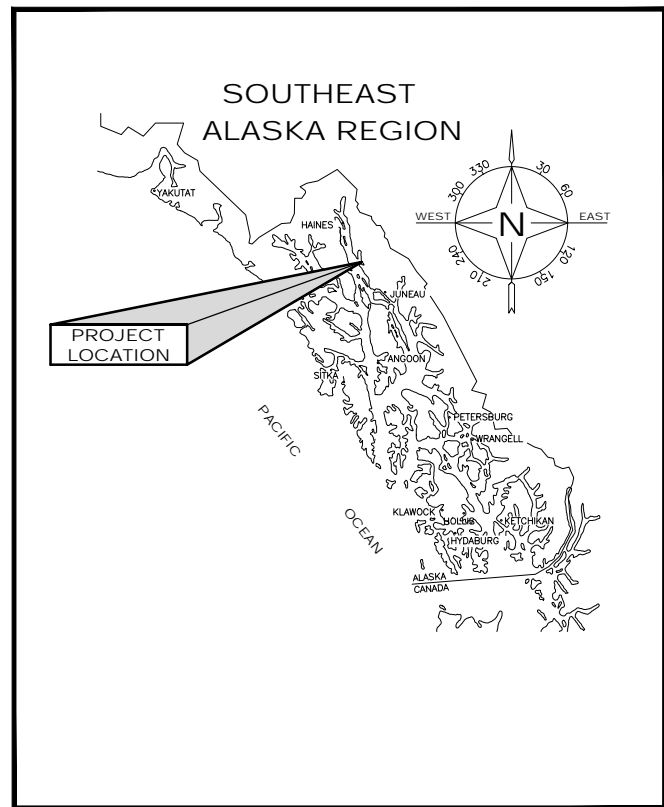 SOUTHEAST
ALASKA REGION
YAKUTAT
HAINES
330
30
300
60
WEST
N
EAST
240
120
210
150
JUNEAU
PROJECT
LOCATION
ANGOON
SITKA
PACIFIC
OCEAN
PETERSBURG
WRANGELL
KLAWOCK
HOLLIS
KETCHIKAN
HYDABURG
ALASKA
CANADA